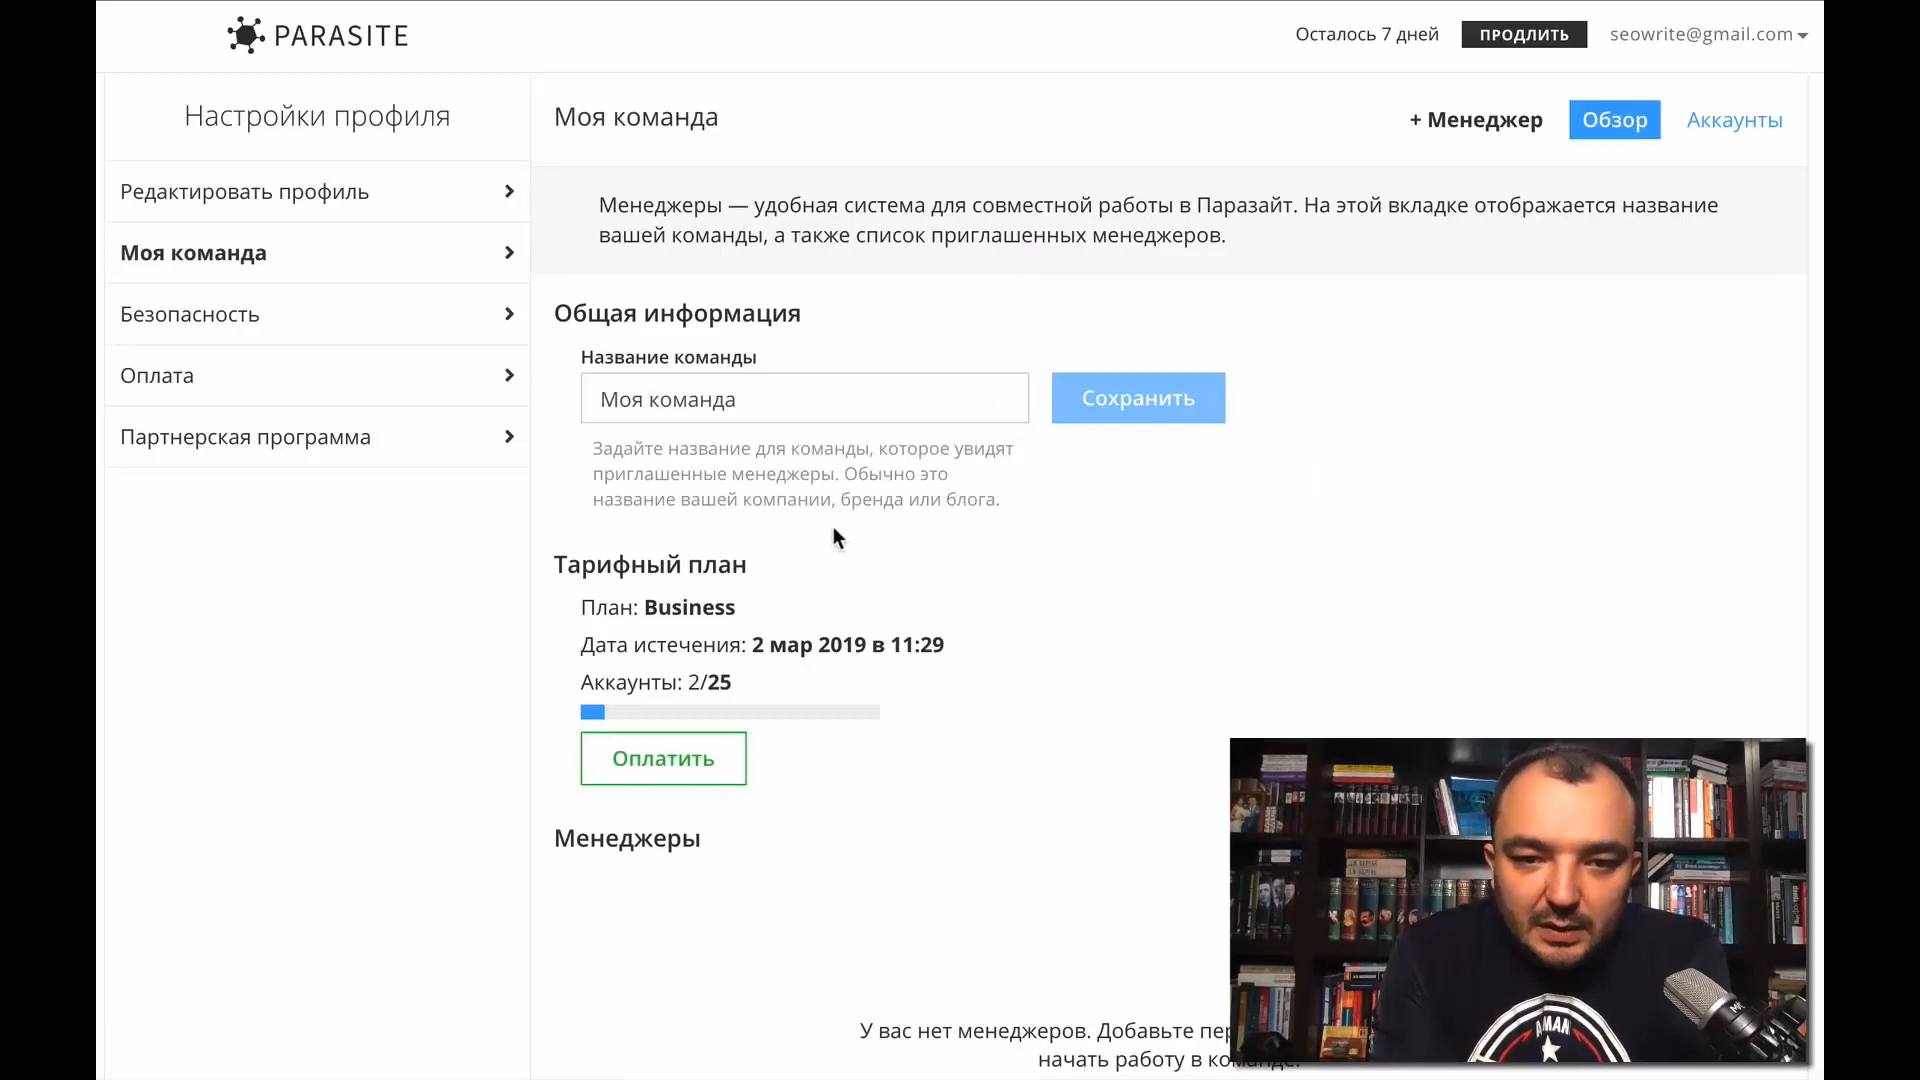 PARASITE
Осталось 7 дней
ПРОДЛИТЬ
seowrite@gmail.com
Настройки профиля
Редактировать профиль
Моя команда
Безопасность
Оплата
Партнерская программа
Моя команда
+ Менеджер
Обзор
Аккаунты
Менеджеры — удобная система для совместной работы в Паразайт. На этой вкладке отображается название
вашей команды, а также список приглашенных менеджеров.
Общая информация
Название команды
Моя команда
Сохранить
Задайте название для команды, которое увидят
приглашенные менеджеры. Обычно это
название вашей компании, бренда или блога.
Тарифный план
План: Business
Дата истечения: 2 мар 2019 в 11:29
Аккаунты: 2/25
Оплатить
Менеджеры
У вас нет менеджеров. Добавьте
начать работу в